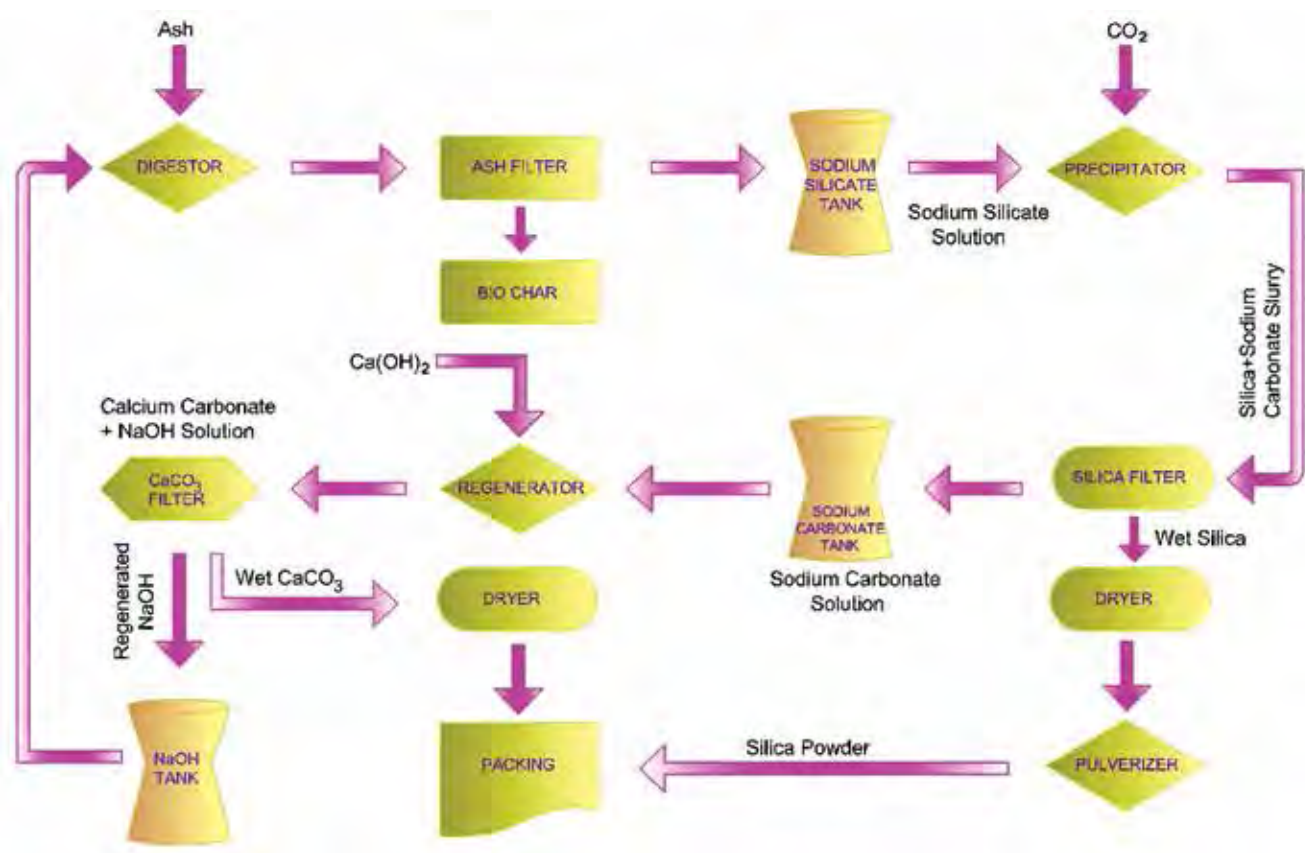 Ash
CO₂
DIGESTOR
ASH FILTER
SODIUM
SILICATE
TANK
Sodium Silicate
Solution
PRECIPITATOR
BIO CHAR
Silica+Sodium
Carbonate Slurry
Ca(OH)₂
Calcium Carbonate
+ NaOH Solution
CaCO₃
FILTER
REGENERATOR
SODIUM
CARBONATE
TANK
Sodium Carbonate
Solution
SILICA FILTER
Wet Silica
Regenerated
NaOH
Wet CaCO₃
DRYER
DRYER
NaOH
TANK
PACKING
Silica Powder
PULVERIZER